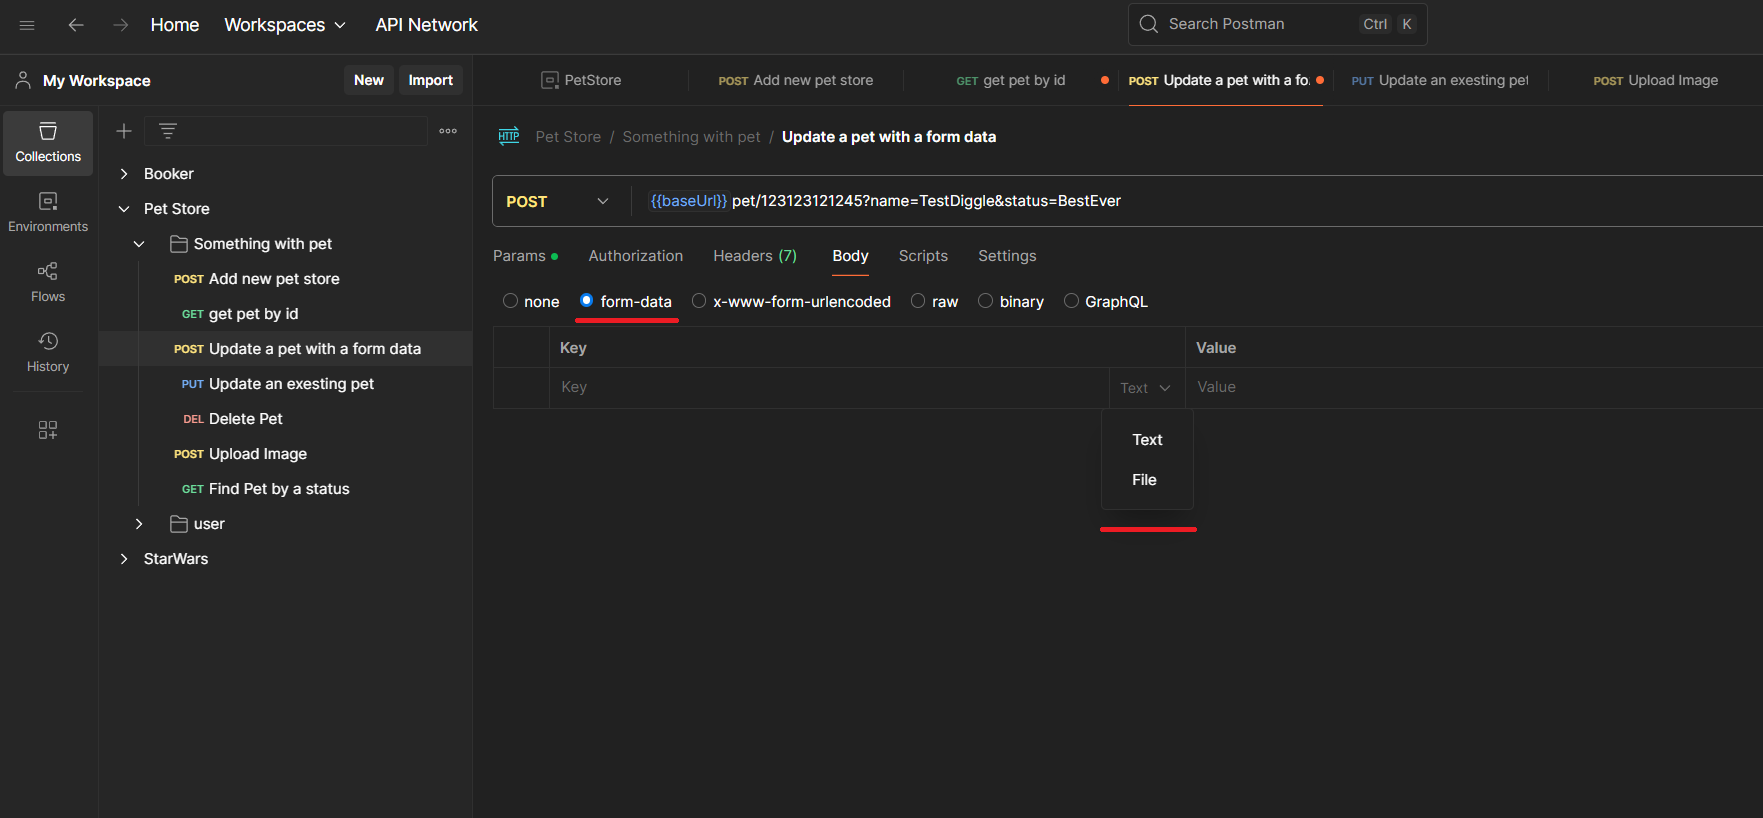 Home Workspaces API Network Search Postman Ctrl K
My Workspace New Import
PetStore POST Add new pet store GET get pet by id POST Update a pet with a fo. PUT Update an exesting pet POST Upload Image
Collections
Environments
Flows
History
Booker
Pet Store
Something with pet
POST Add new pet store
GET get pet by id
POST Update a pet with a form data
PUT Update an exesting pet
DEL Delete Pet
POST Upload Image
GET Find Pet by a status
user
StarWars
HTTP Pet Store / Something with pet / Update a pet with a form data
POST {{baseUrl}} pet/123123121245?name=TestDiggle&status=BestEver
Params Authorization Headers (7) Body Scripts Settings
none form-data x-www-form-urlencoded raw binary GraphQL
Key Value
Key Text Value
Text
File